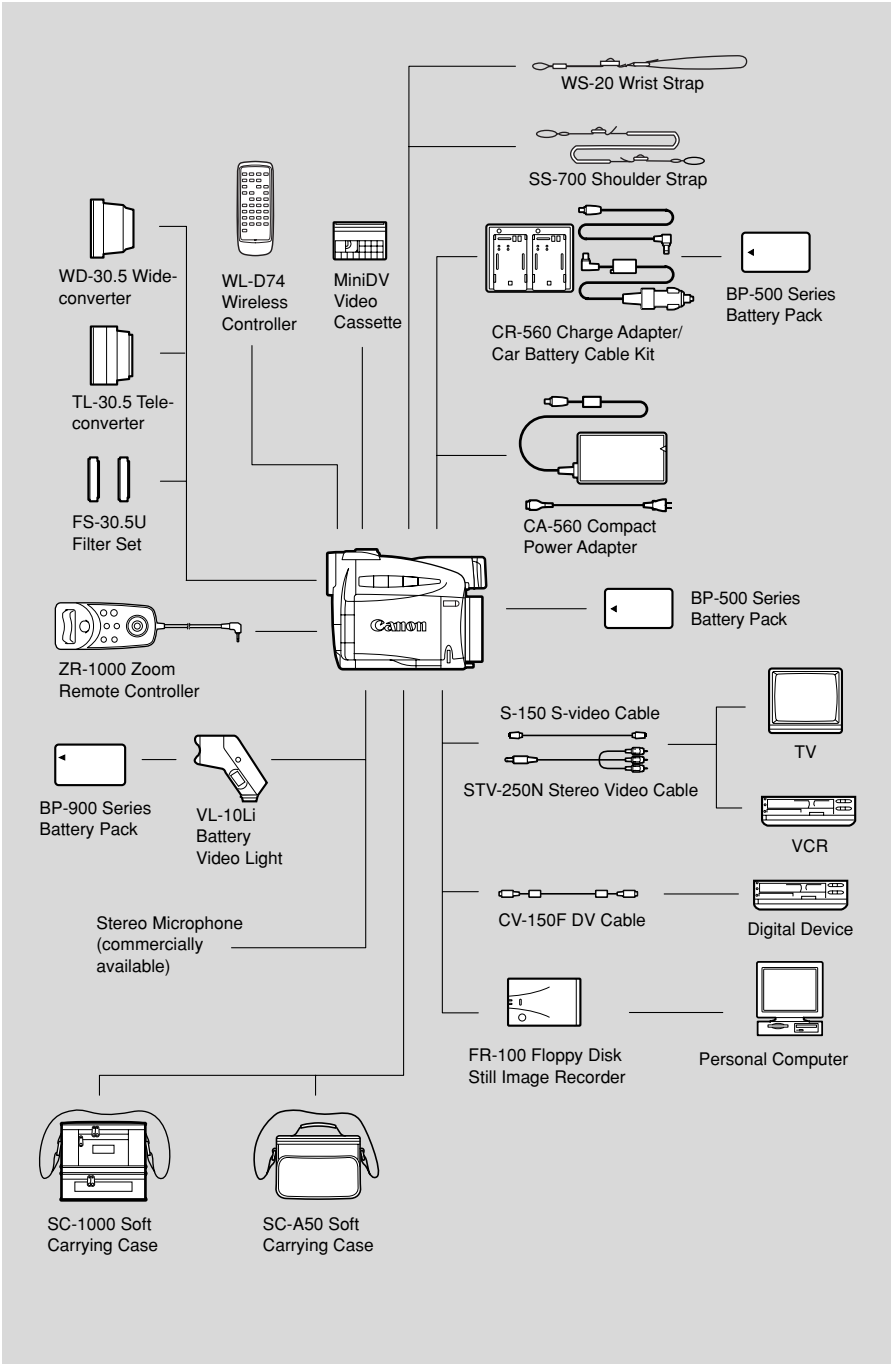 WS-20 Wrist Strap
SS-700 Shoulder Strap
WD-30.5 Wide-
converter
WL-D74
Wireless
Controller
MiniDV
Video
Cassette
CR-560 Charge Adapter/
Car Battery Cable Kit
BP-500 Series
Battery Pack
TL-30.5 Tele-
converter
FS-30.5U
Filter Set
CA-560 Compact
Power Adapter
Canon
BP-500 Series
Battery Pack
ZR-1000 Zoom
Remote Controller
S-150 S-video Cable
STV-250N Stereo Video Cable
TV
VCR
BP-900 Series
Battery Pack
VL-10Li
Battery
Video Light
Stereo Microphone
(commercially
available)
CV-150F DV Cable
Digital Device
FR-100 Floppy Disk
Still Image Recorder
Personal Computer
SC-1000 Soft
Carrying Case
SC-A50 Soft
Carrying Case